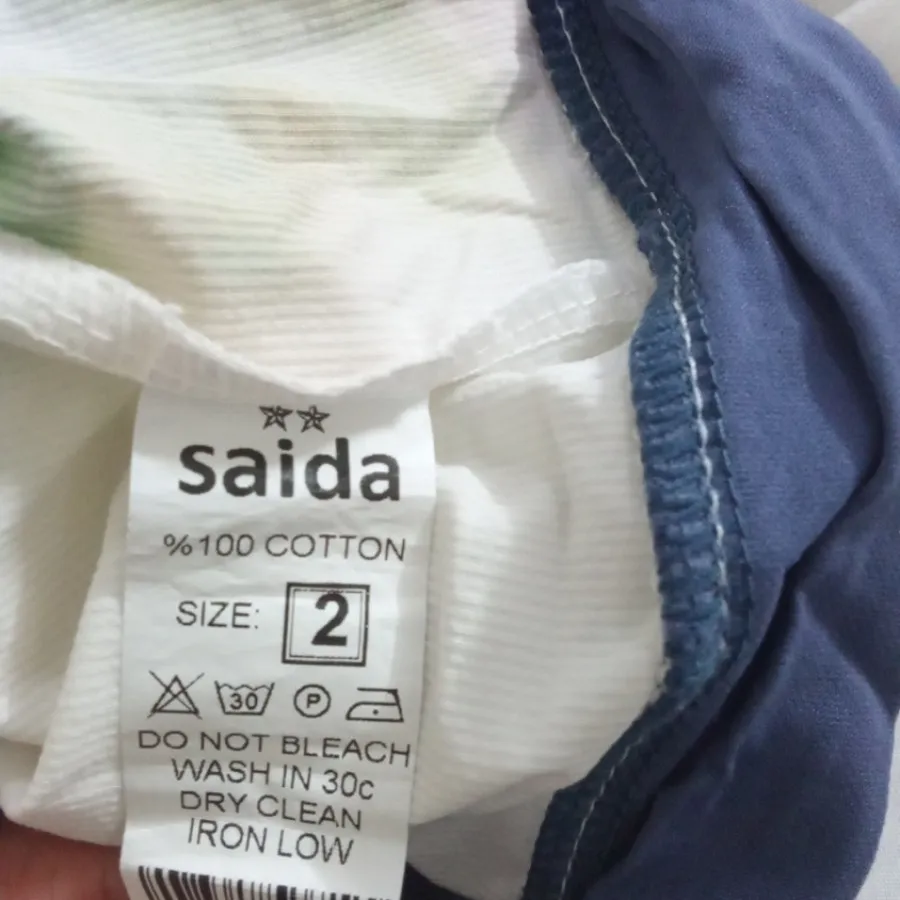 saida
%100 COTTON
SIZE: 2
30 P
DO NOT BLEACH
WASH IN 30c
DRY CLEAN
IRON LOW